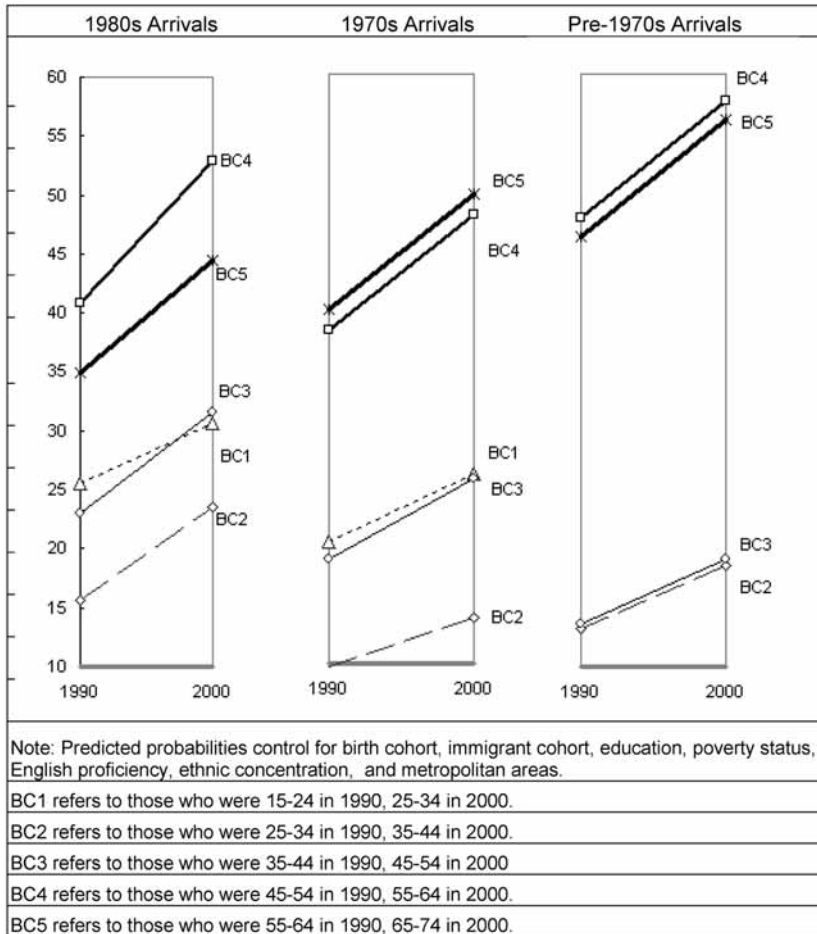 1980s Arrivals
1970s Arrivals
Pre-1970s Arrivals
60
55
50
45
40
35
30
25
20
15
10
BC4
BC5
BC3
BC1
BC2
1990
2000
BC5
BC4
BC1
BC3
BC2
1990
2000
BC4
BC5
BC3
BC2
1990
2000
Note: Predicted probabilities control for birth cohort, immigrant cohort, education, poverty status,
English proficiency, ethnic concentration, and metropolitan areas.
BC1 refers to those who were 15-24 in 1990, 25-34 in 2000.
BC2 refers to those who were 25-34 in 1990, 35-44 in 2000.
BC3 refers to those who were 35-44 in 1990, 45-54 in 2000
BC4 refers to those who were 45-54 in 1990, 55-64 in 2000.
BC5 refers to those who were 55-64 in 1990, 65-74 in 2000.